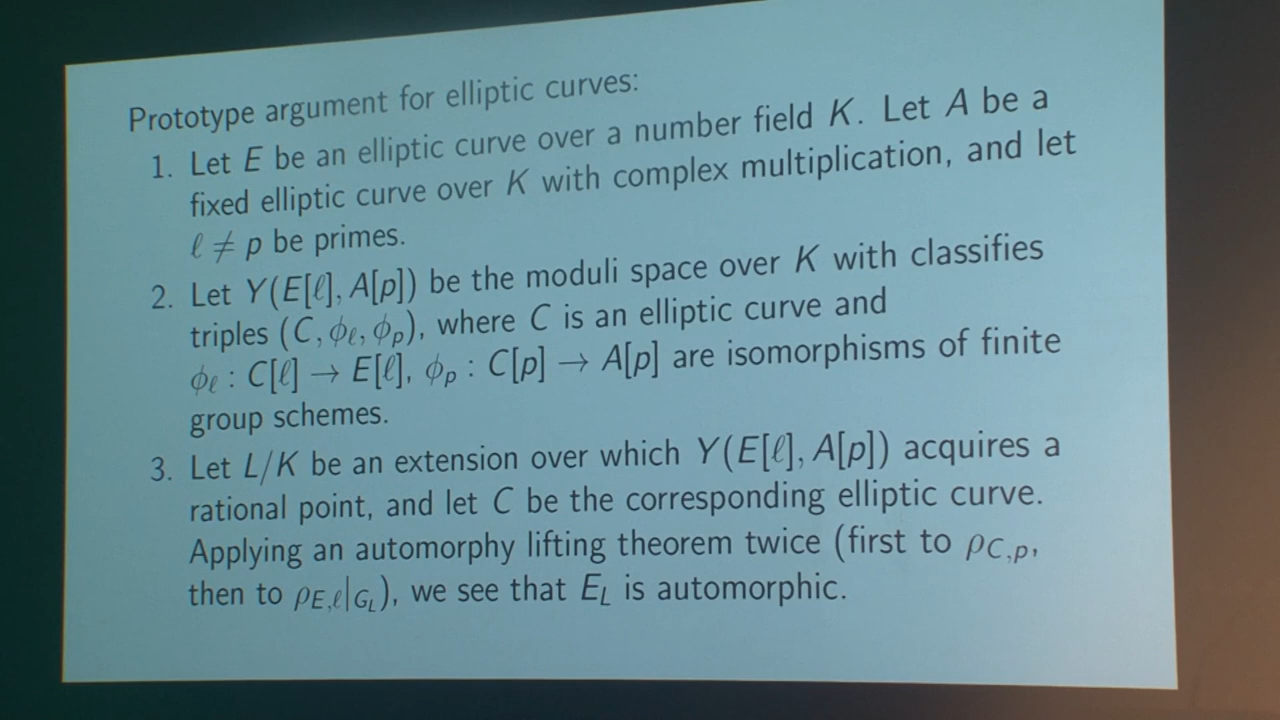 Prototype argument for elliptic curves:
1. Let E be an elliptic curve over a number field K. Let A be a
fixed elliptic curve over K with complex multiplication, and let
ℓ ≠ p be primes.
2. Let Y(E[ℓ], A[p]) be the moduli space over K with classifies
triples (C, ϕ_ℓ, ϕ_p), where C is an elliptic curve and
ϕ_ℓ : C[ℓ] → E[ℓ], ϕ_p : C[p] → A[p] are isomorphisms of finite
group schemes.
3. Let L/K be an extension over which Y(E[ℓ], A[p]) acquires a
rational point, and let C be the corresponding elliptic curve.
Applying an automorphy lifting theorem twice (first to ρ_{C,p},
then to ρ_{E,ℓ}|_{G_L}), we see that E_L is automorphic.